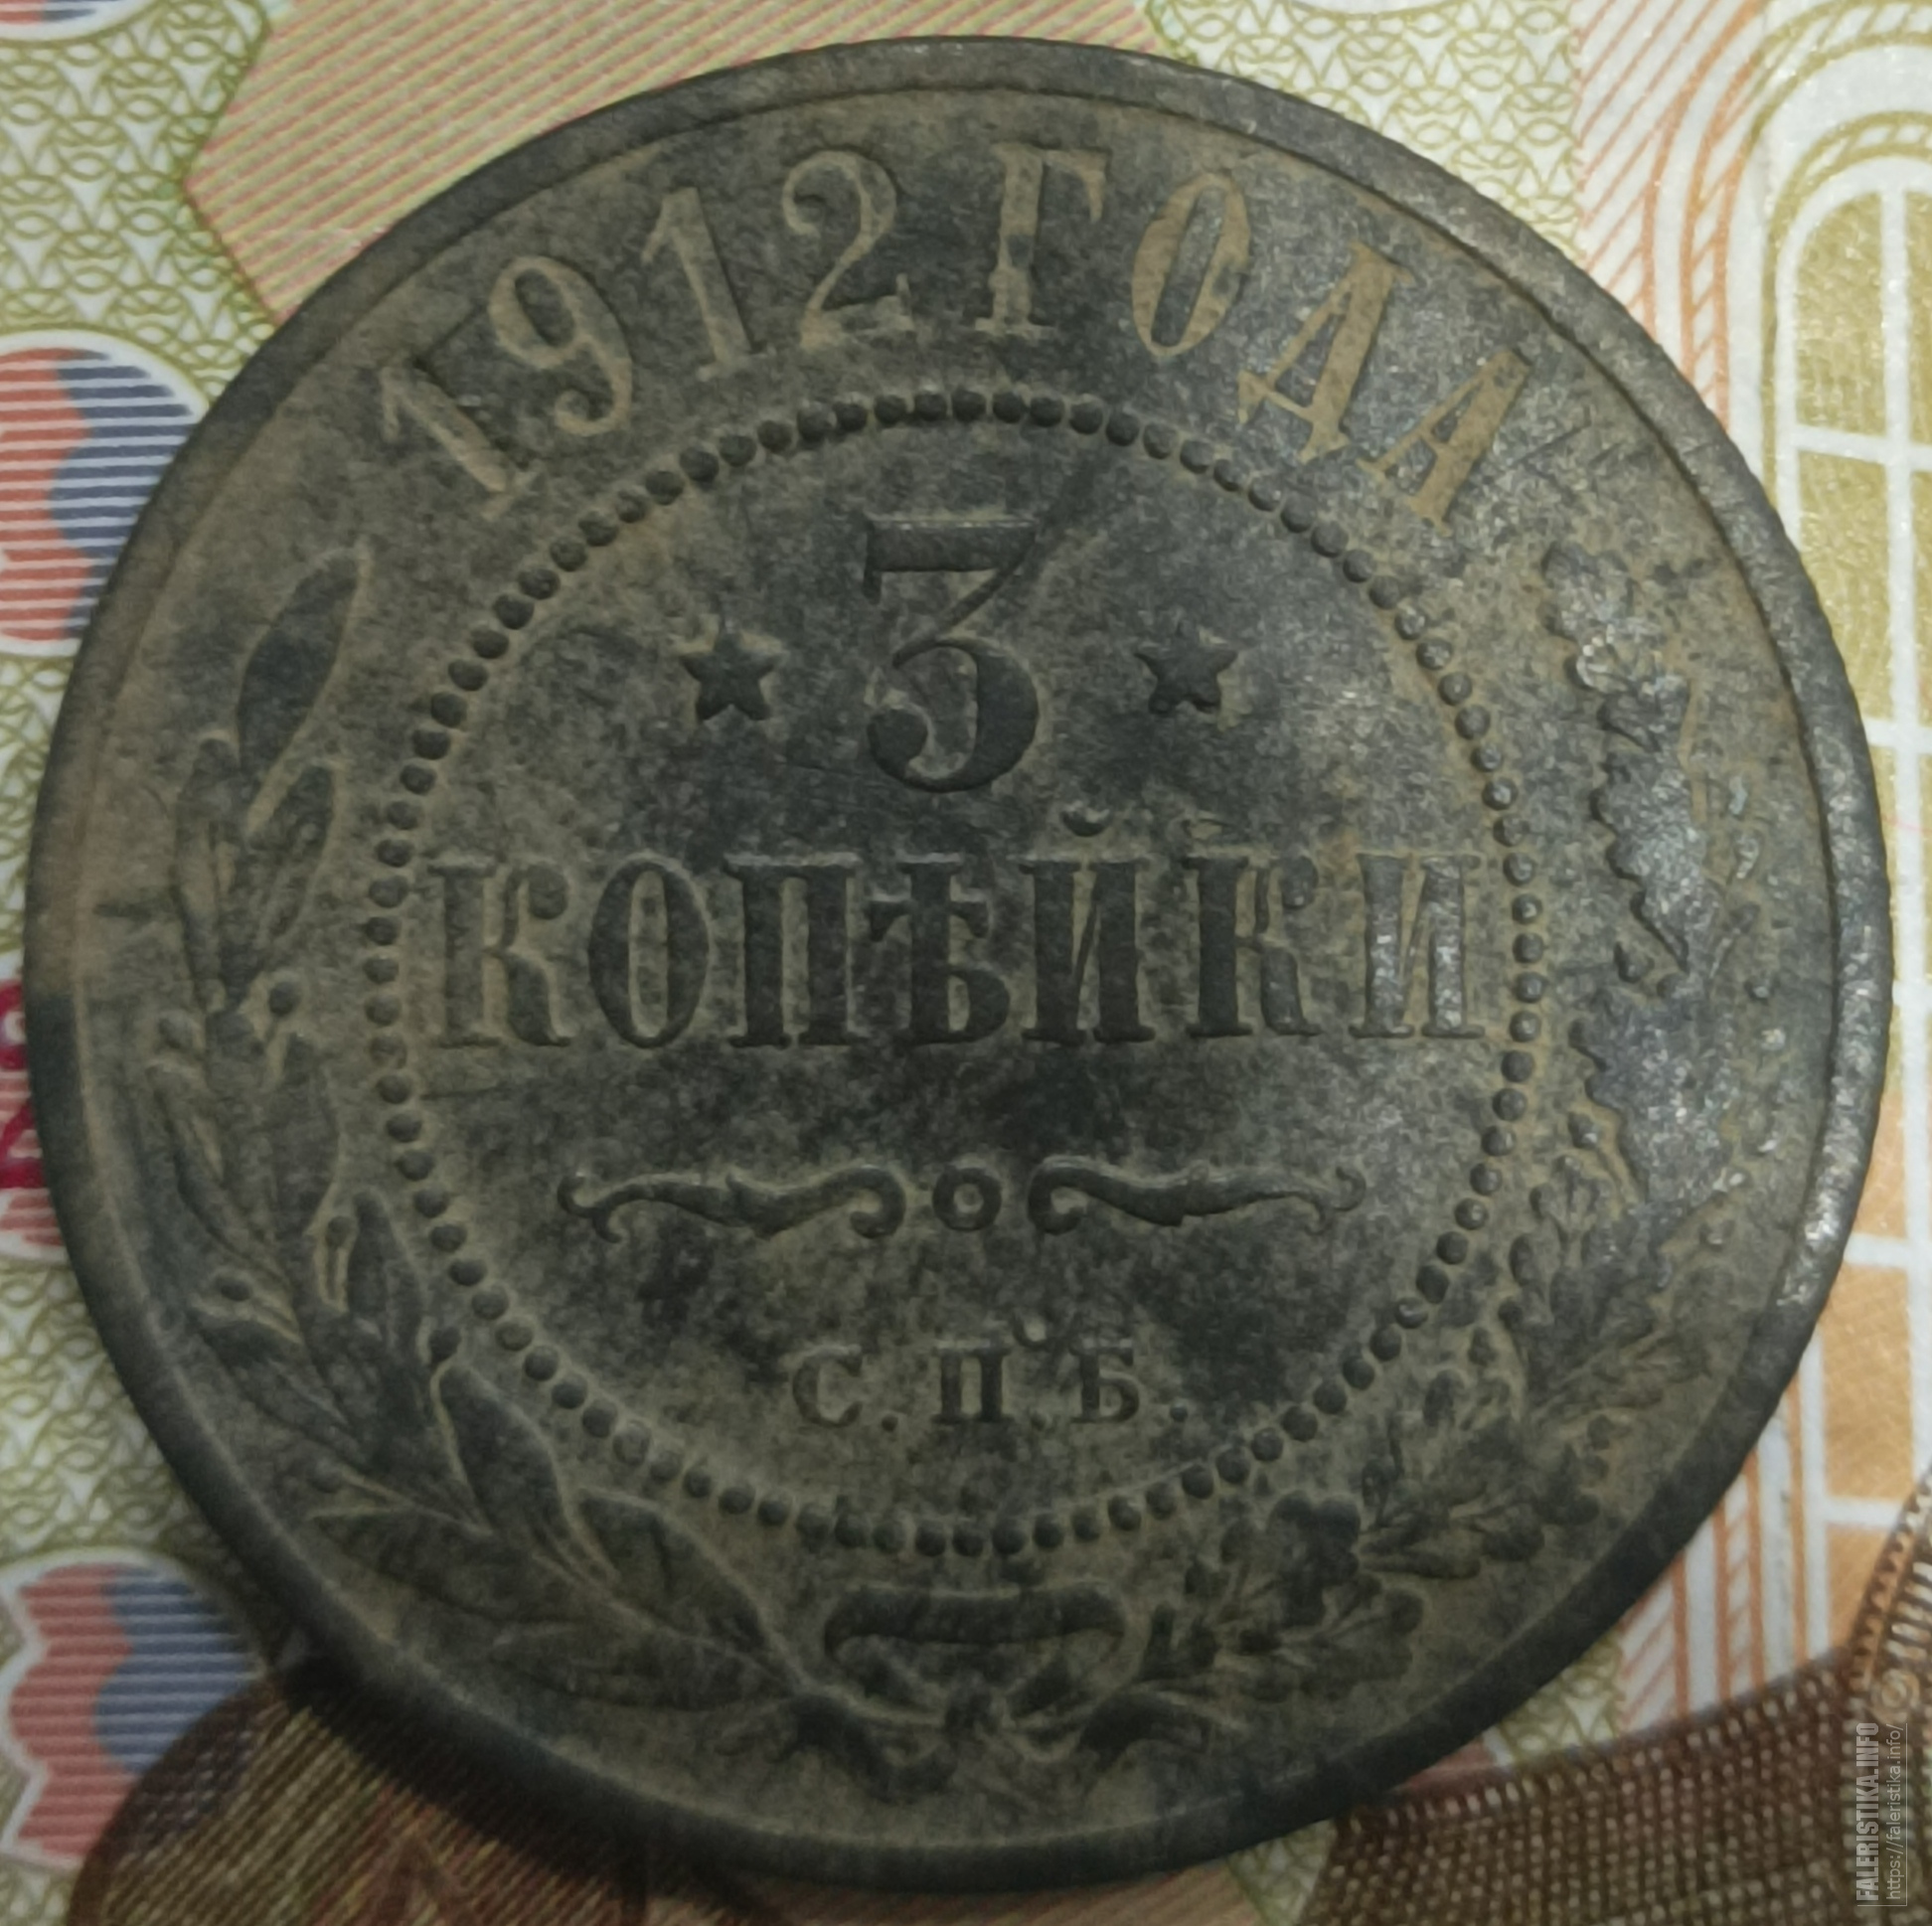 1912 ГОДА
3
КОПѢЙКИ
С.П.Б.
FALERISTIKA.INFO
https://faleristika.info/